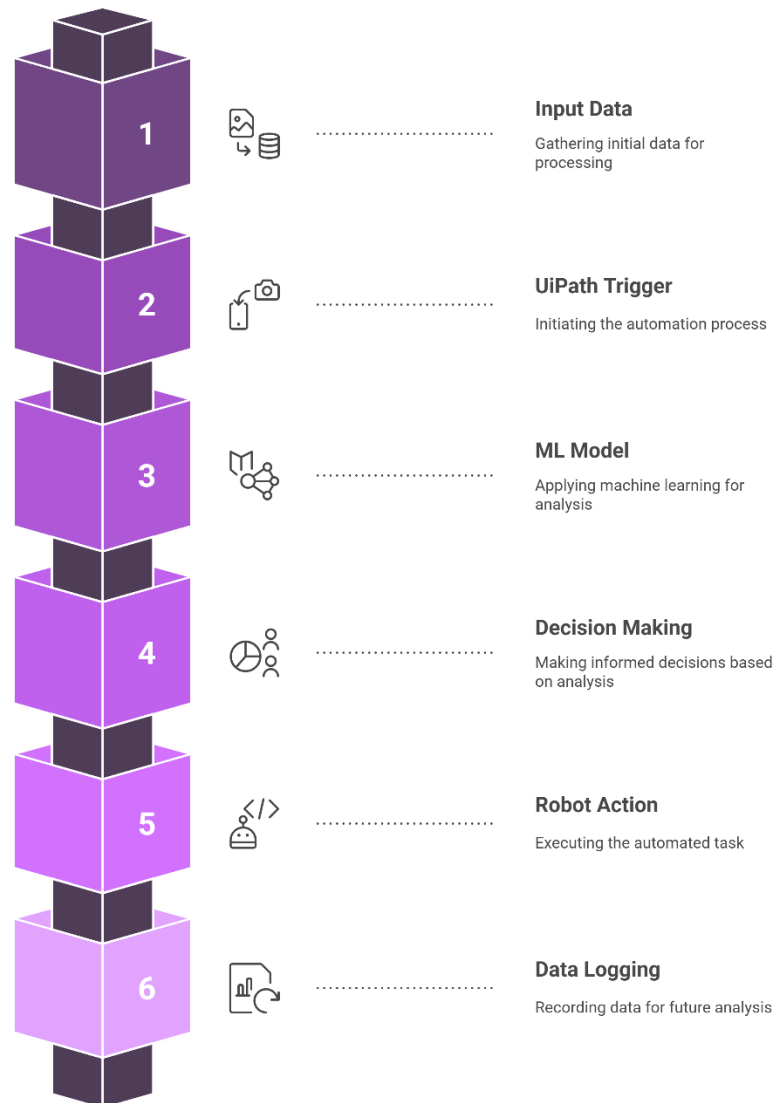 1
Input Data
Gathering initial data for
processing
2
UiPath Trigger
Initiating the automation process
3
ML Model
Applying machine learning for
analysis
4
Decision Making
Making informed decisions based
on analysis
5
</>
Robot Action
Executing the automated task
6
Data Logging
Recording data for future analysis